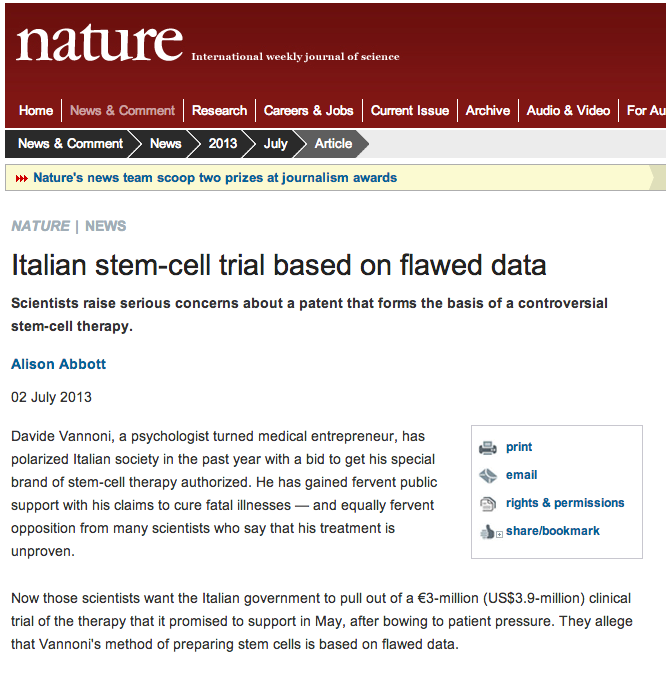 nature International weekly journal of science
Home News & Comment Research Careers & Jobs Current Issue Archive Audio & Video For Au
News & Comment News 2013 July Article
Nature's news team scoop two prizes at journalism awards
NATURE | NEWS
Italian stem-cell trial based on flawed data
Scientists raise serious concerns about a patent that forms the basis of a controversial
stem-cell therapy.
Alison Abbott
02 July 2013
Davide Vannoni, a psychologist turned medical entrepreneur, has
polarized Italian society in the past year with a bid to get his special
brand of stem-cell therapy authorized. He has gained fervent public
support with his claims to cure fatal illnesses — and equally fervent
opposition from many scientists who say that his treatment is
unproven.
print
email
rights & permissions
share/bookmark
Now those scientists want the Italian government to pull out of a €3-million (US$3.9-million) clinical
trial of the therapy that it promised to support in May, after bowing to patient pressure. They allege
that Vannoni's method of preparing stem cells is based on flawed data.